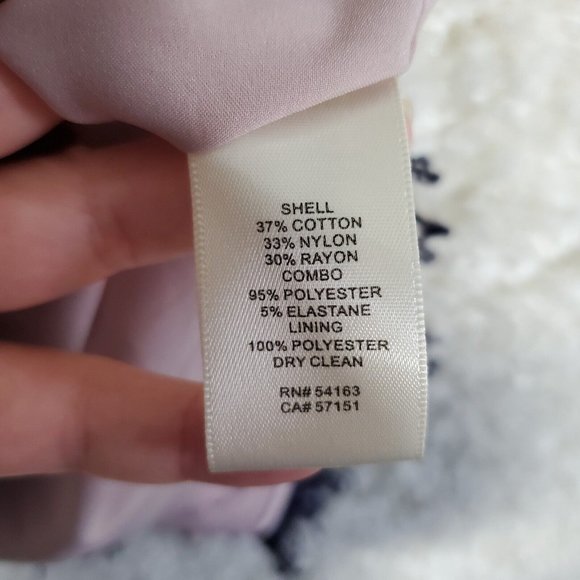 SHELL
37% COTTON
33% NYLON
30% RAYON
COMBO
95% POLYESTER
5% ELASTANE
LINING
100% POLYESTER
DRY CLEAN
RN# 54163
CA# 57151